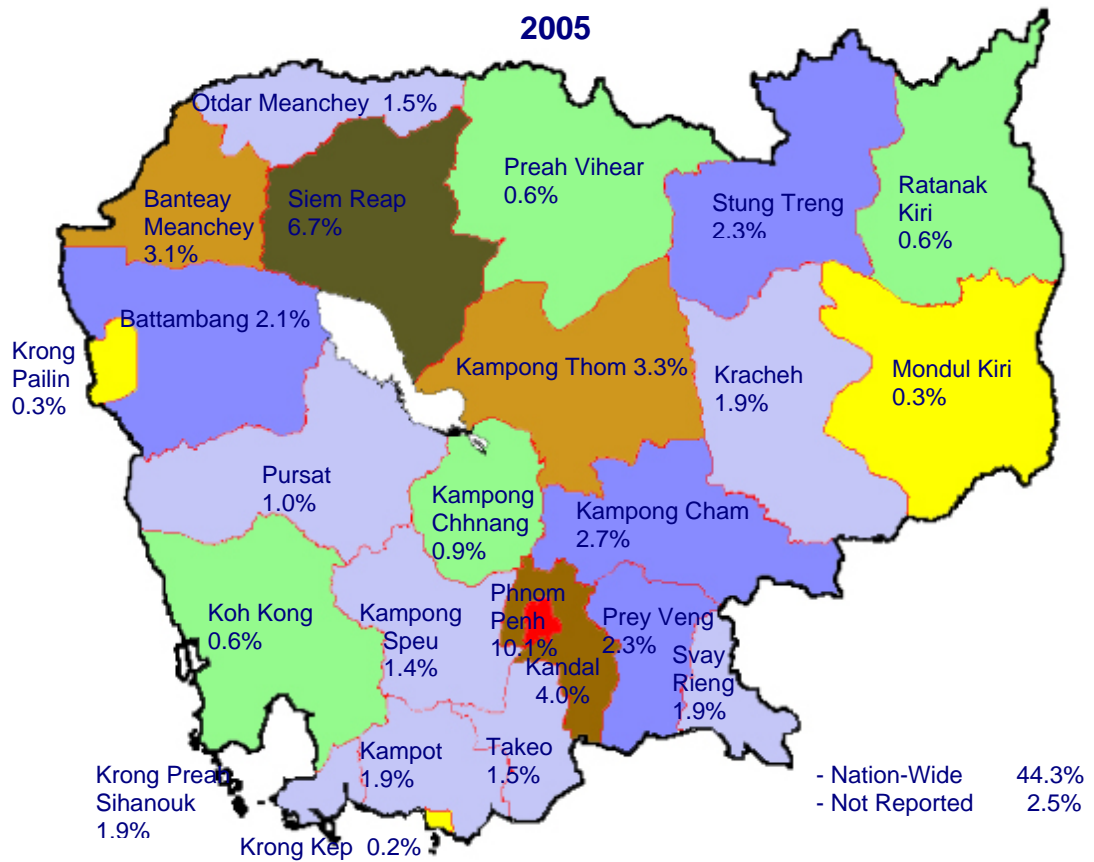 2005
Otdar Meanchey 1.5%
Preah Vihear
0.6%
Banteay
Meanchey
3.1%
Siem Reap
6.7%
Stung Treng
2.3%
Ratanak
Kiri
0.6%
Battambang 2.1%
Krong
Pailin
0.3%
Kampong Thom 3.3%
Kracheh
1.9%
Mondul Kiri
0.3%
Pursat
1.0%
Kampong
Chhnang
0.9%
Kampong Cham
2.7%
Koh Kong
0.6%
Kampong
Speu
1.4%
Phnom
Penh
10.1%
Kandal
4.0%
Prey Veng
2.3%
Svay
Rieng
1.9%
Krong Preah
Sihanouk
1.9%
Kampot
1.9%
Takeo
1.5%
Krong Kep 0.2%
- Nation-Wide 44.3%
- Not Reported 2.5%